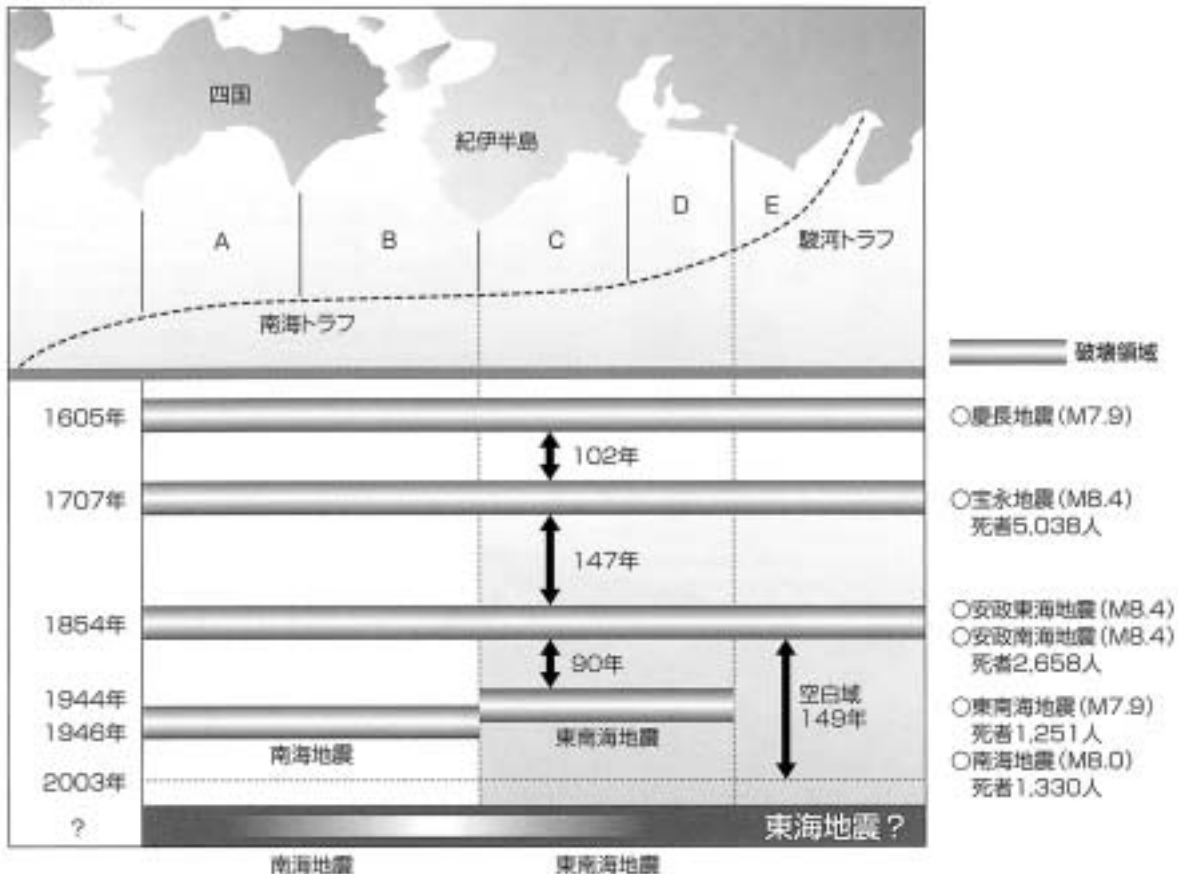 四国
紀伊半島
A
B
C
D
E
駿河トラフ
南海トラフ
破壊領域
1605年
○慶長地震(M7.9)
102年
1707年
○宝永地震(M8.4)
死者5,038人
147年
1854年
○安政東海地震(M8.4)
○安政南海地震(M8.4)
死者2,658人
90年
空白域
149年
1944年
1946年
南海地震
東南海地震
○東南海地震(M7.9)
死者1,251人
○南海地震(M8.0)
死者1,330人
2003年
?
東海地震?
南海地震
東南海地震